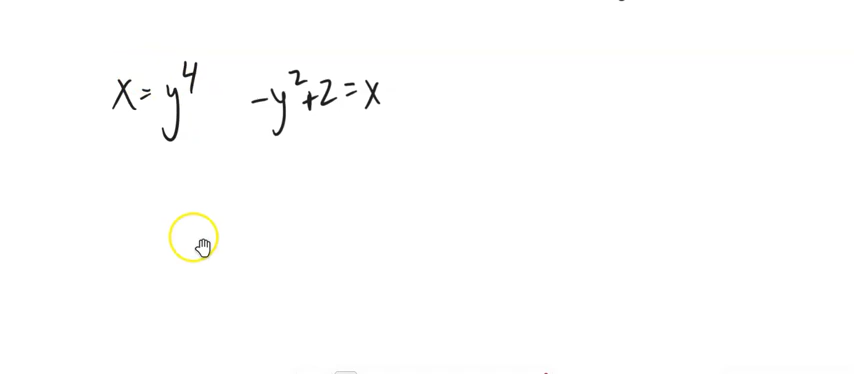 x = y⁴ -y² + 2 = x